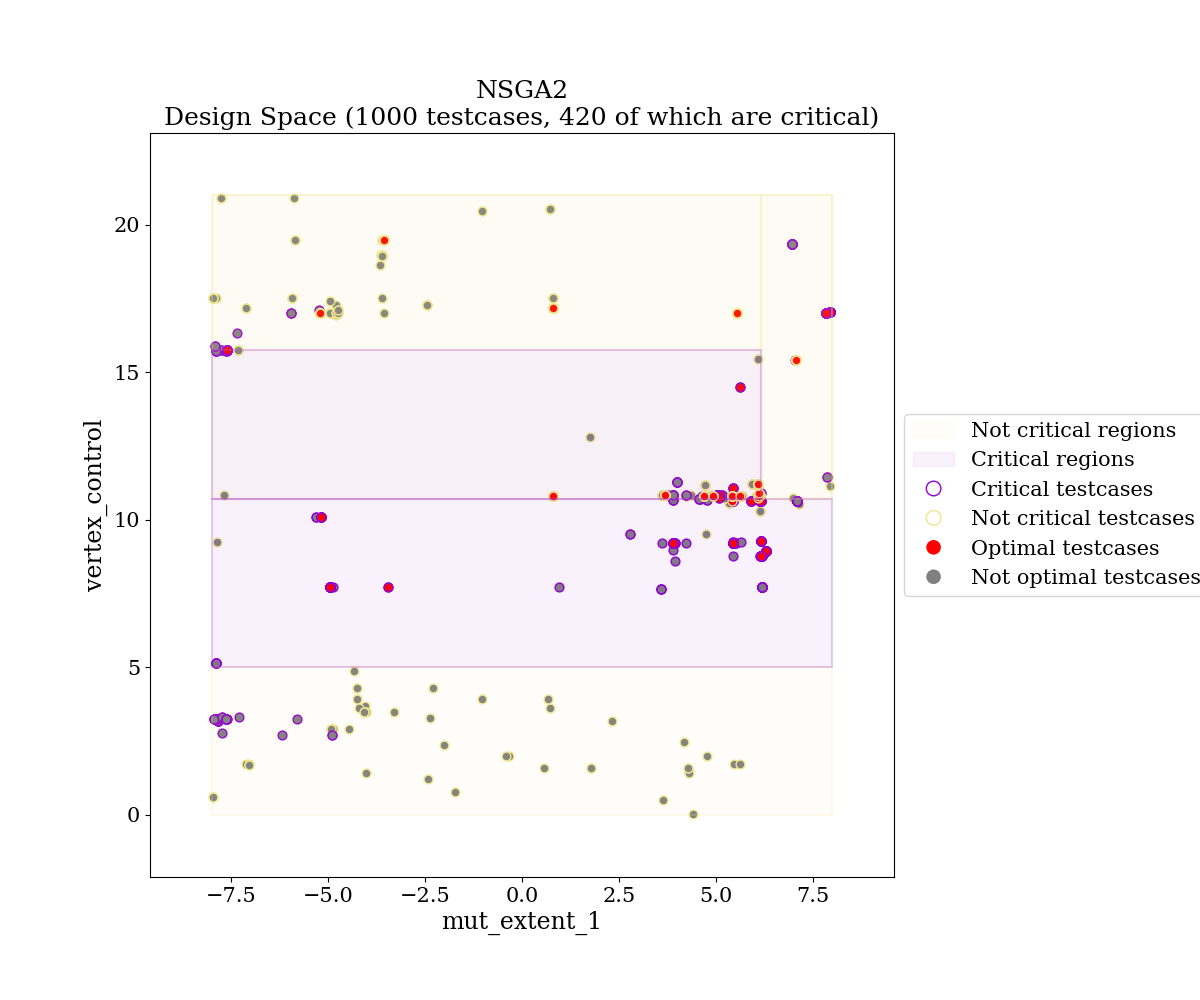 NSGA2
Design Space (1000 testcases, 420 of which are critical)
vertex_control
20
15
10
5
0
−7.5
−5.0
−2.5
0.0
2.5
5.0
7.5
mut_extent_1
Not critical regions
Critical regions
Critical testcases
Not critical testcases
Optimal testcases
Not optimal testcases